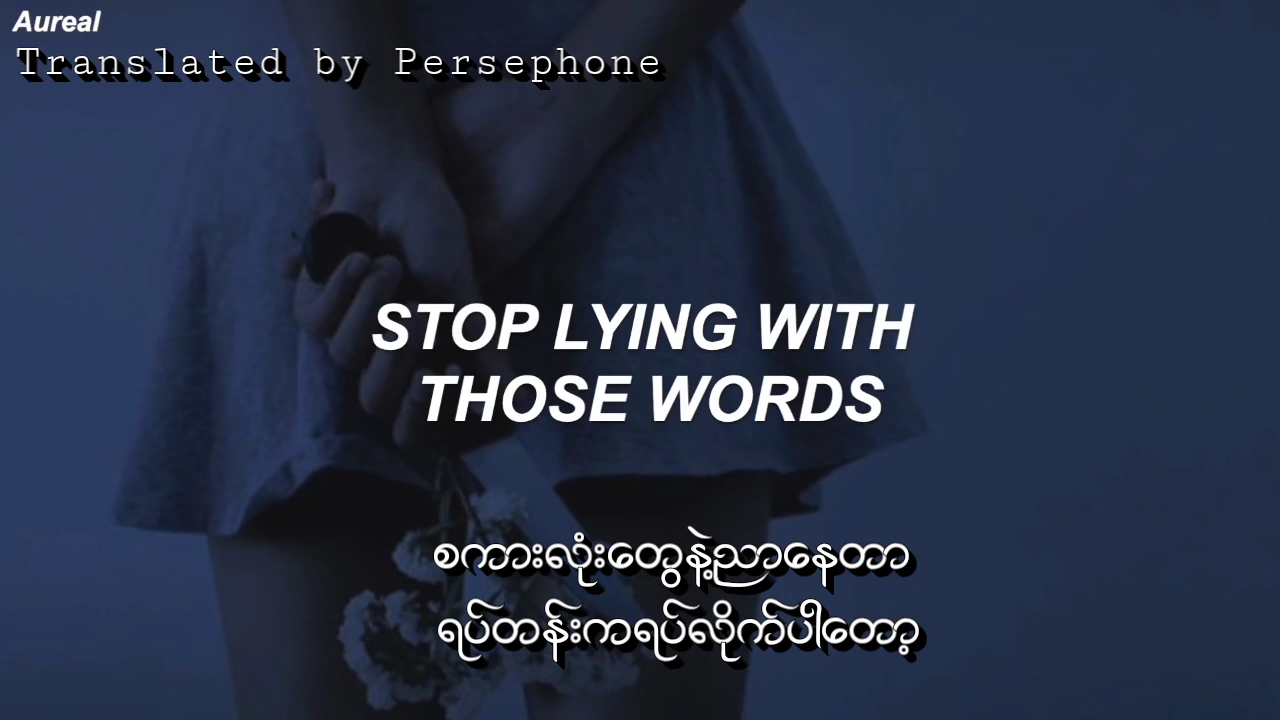 Aureal
Translated by Persephone
STOP LYING WITH
THOSE WORDS
စကားလုံးတွေနဲ့ညာနေတာ
ရပ်တန်းကရပ်လိုက်ပါတော့